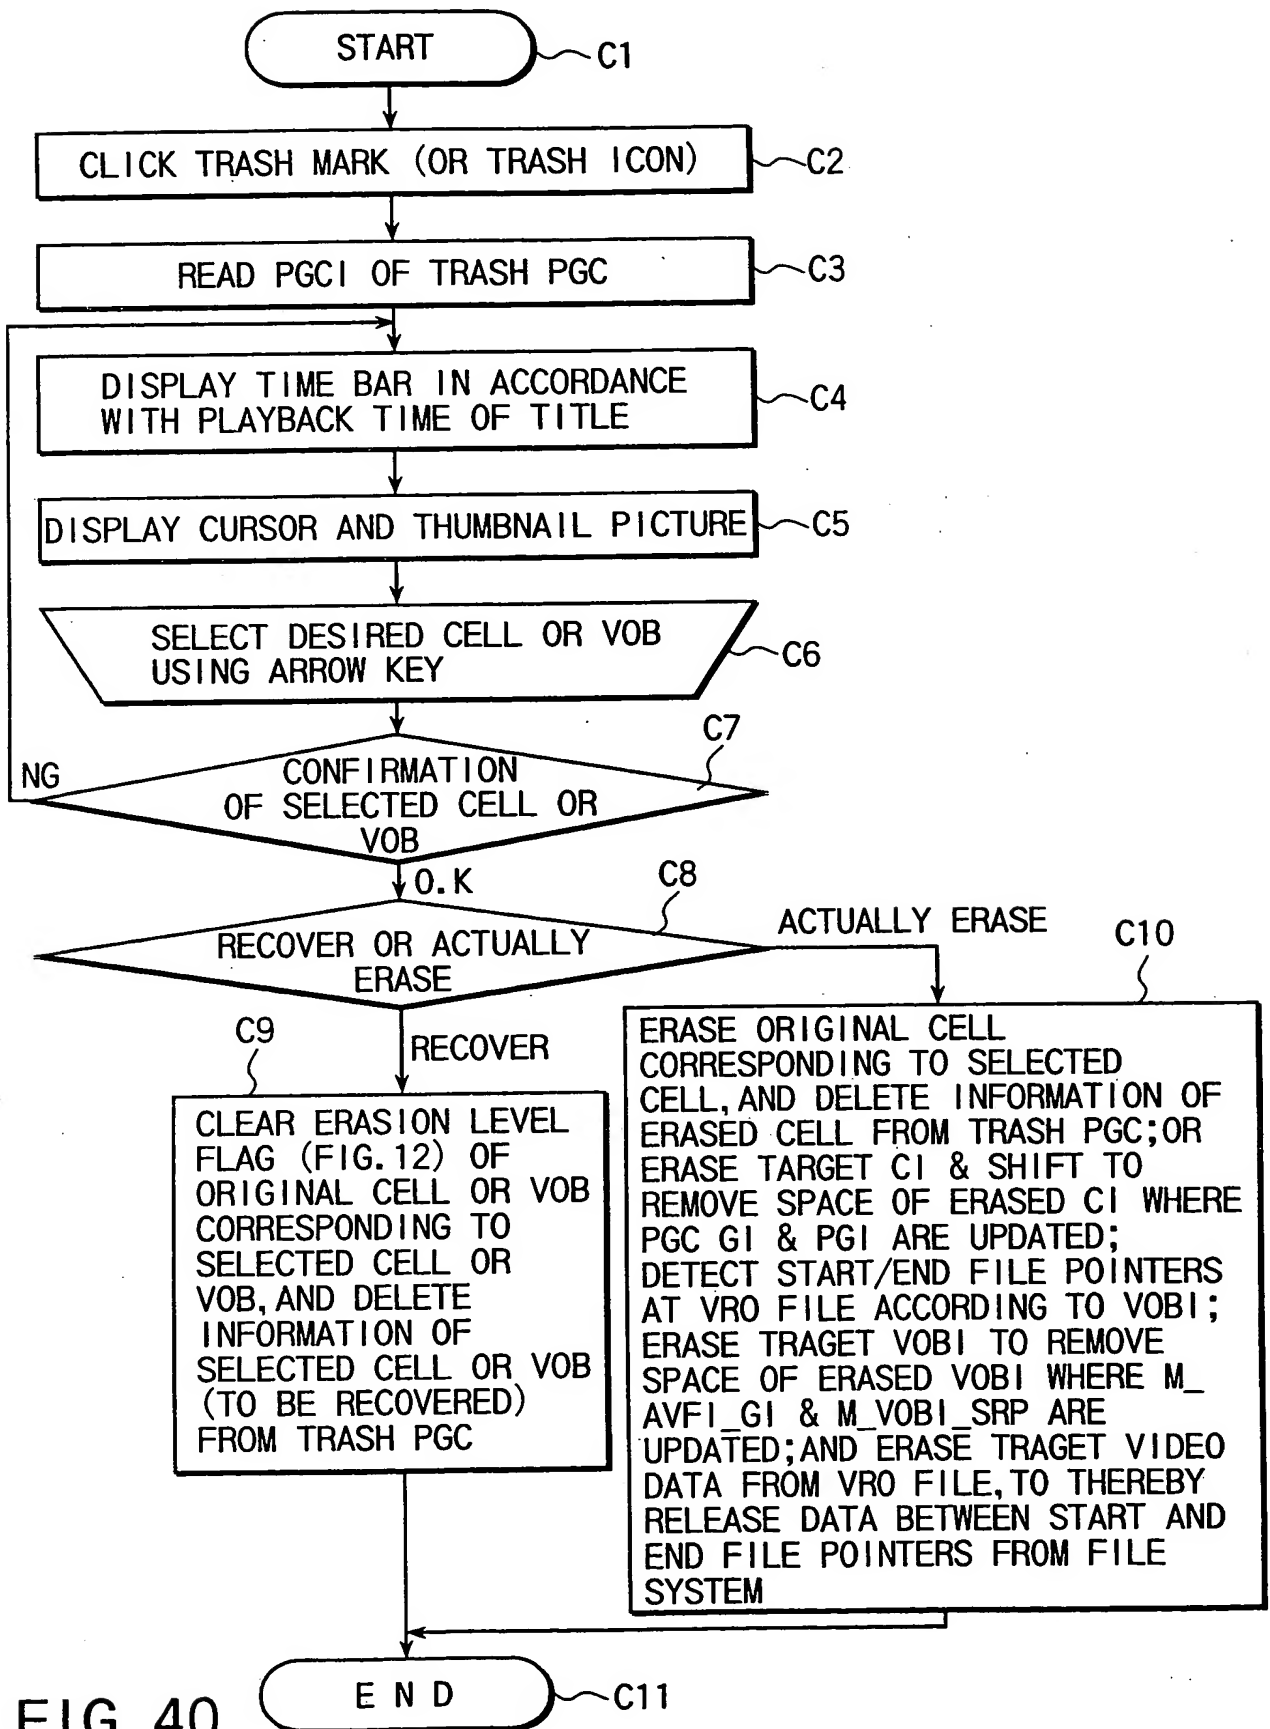 START
C1
CLICK TRASH MARK (OR TRASH ICON)
C2
READ PGCI OF TRASH PGC
C3
DISPLAY TIME BAR IN ACCORDANCE
WITH PLAYBACK TIME OF TITLE
C4
DISPLAY CURSOR AND THUMBNAIL PICTURE
C5
SELECT DESIRED CELL OR VOB
USING ARROW KEY
C6
C7
NG
CONFIRMATION
OF SELECTED CELL OR
VOB
O.K
C8
RECOVER OR ACTUALLY
ERASE
ACTUALLY ERASE
C10
C9
RECOVER
CLEAR ERASION LEVEL
FLAG (FIG.12) OF
ORIGINAL CELL OR VOB
CORRESPONDING TO
SELECTED CELL OR
VOB, AND DELETE
INFORMATION OF
SELECTED CELL OR VOB
(TO BE RECOVERED)
FROM TRASH PGC
ERASE ORIGINAL CELL
CORRESPONDING TO SELECTED
CELL, AND DELETE INFORMATION OF
ERASED CELL FROM TRASH PGC;OR
ERASE TARGET CI & SHIFT TO
REMOVE SPACE OF ERASED CI WHERE
PGC GI & PGI ARE UPDATED;
DETECT START/END FILE POINTERS
AT VRO FILE ACCORDING TO VOBI;
ERASE TRAGET VOBI TO REMOVE
SPACE OF ERASED VOBI WHERE M_
AVFI_GI & M_VOBI_SRP ARE
UPDATED;AND ERASE TRAGET VIDEO
DATA FROM VRO FILE, TO THEREBY
RELEASE DATA BETWEEN START AND
END FILE POINTERS FROM FILE
SYSTEM
END
C11
FIG. 40